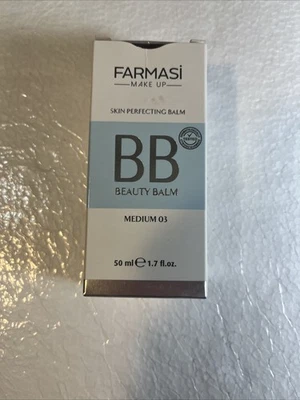 FARMASİ
MAKE UP
SKIN PERFECTING BALM
BB
BEAUTY BALM
MEDIUM 03
50 ml ℮ 1.7 fl.oz.